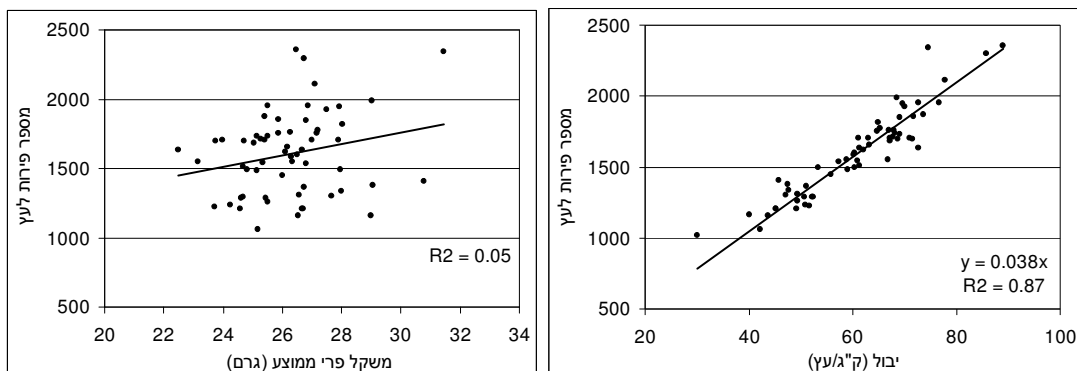 2500
2000
1500
1000
500
מספר פירות לעץ
R2 = 0.05
20 22 24 26 28 30 32 34
משקל פרי ממוצע (גרם)
2500
2000
1500
1000
500
מספר פירות לעץ
y = 0.038x
R2 = 0.87
20 40 60 80 100
יבול (ק"ג/עץ)